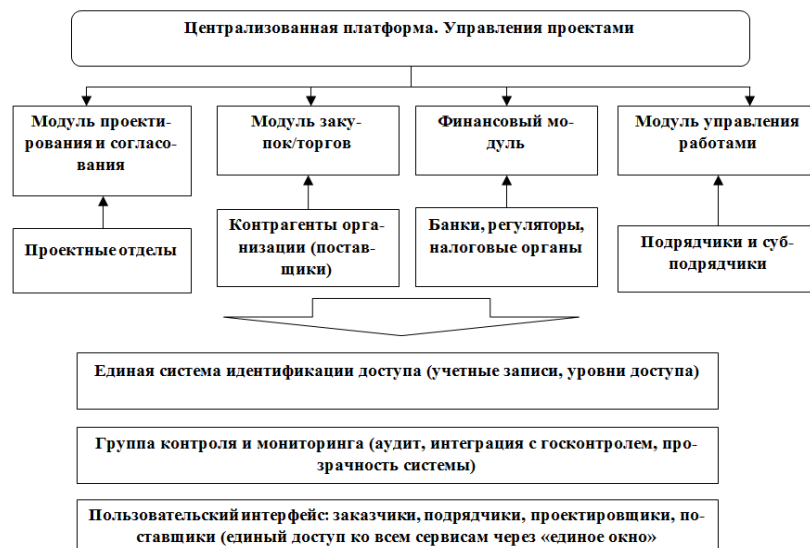 Централизованная платформа. Управления проектами
Модуль проекти-
рования и согласо-
вания
Модуль заку-
пок/торгов
Финансовый мо-
дуль
Модуль управления
работами
Проектные отделы
Контрагенты орга-
низации (постав-
щики)
Банки, регуляторы,
налоговые органы
Подрядчики и суб-
подрядчики
Единая система идентификации доступа (учетные записи, уровни доступа)
Группа контроля и мониторинга (аудит, интеграция с госконтролем, про-
зрачность системы)
Пользовательский интерфейс: заказчики, подрядчики, проектировщики, по-
ставщики (единый доступ ко всем сервисам через «единое окно»